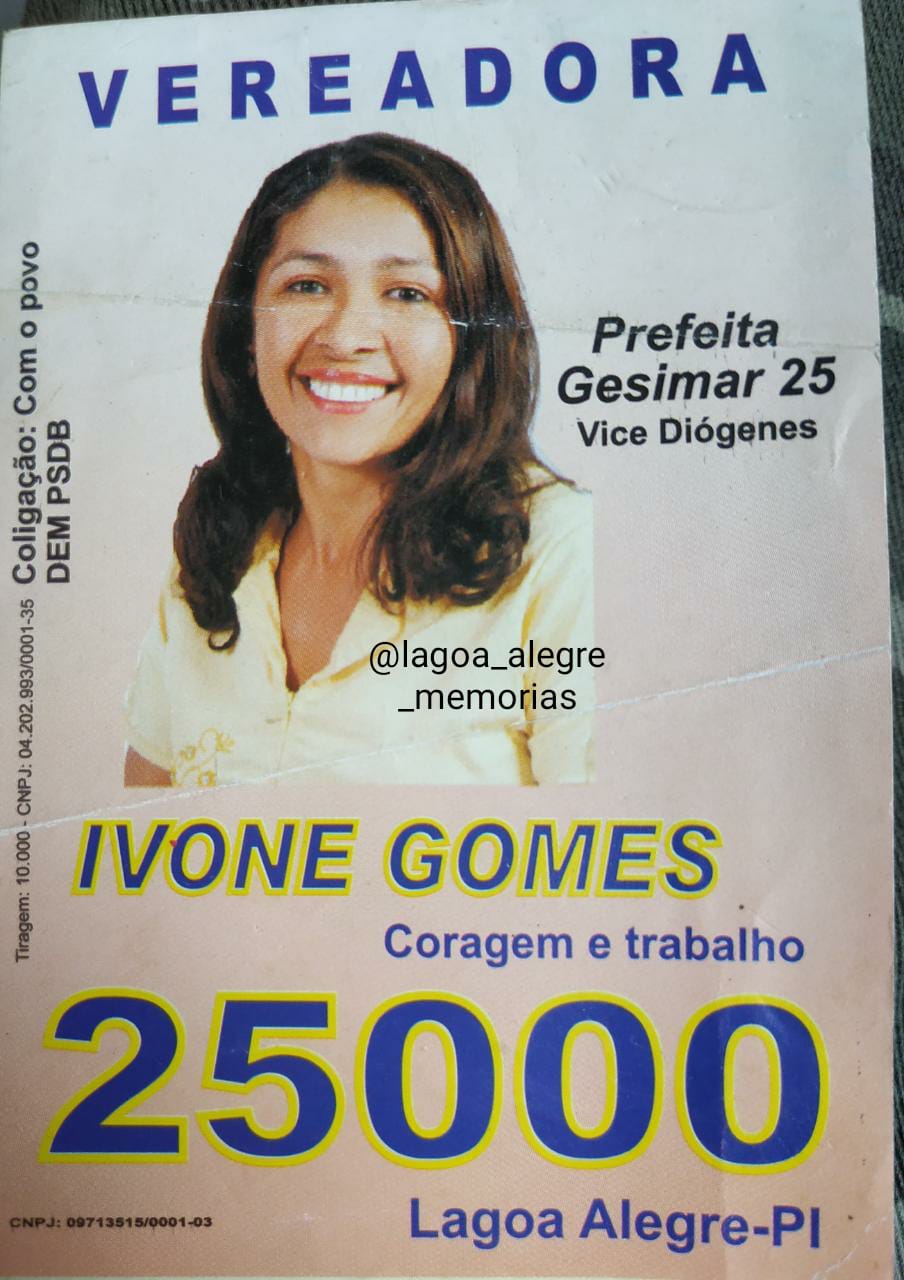 VEREADORA
Prefeita
Gesimar 25
Vice Diógenes
Coligação: Com o povo
DEM PSDB
Tiragem: 10.000 - CNPJ: 04.202.993/0001-35
@lagoa_alegre
_memorias
IVONE GOMES
Coragem e trabalho
25000
CNPJ: 09713515/0001-03
Lagoa Alegre-PI